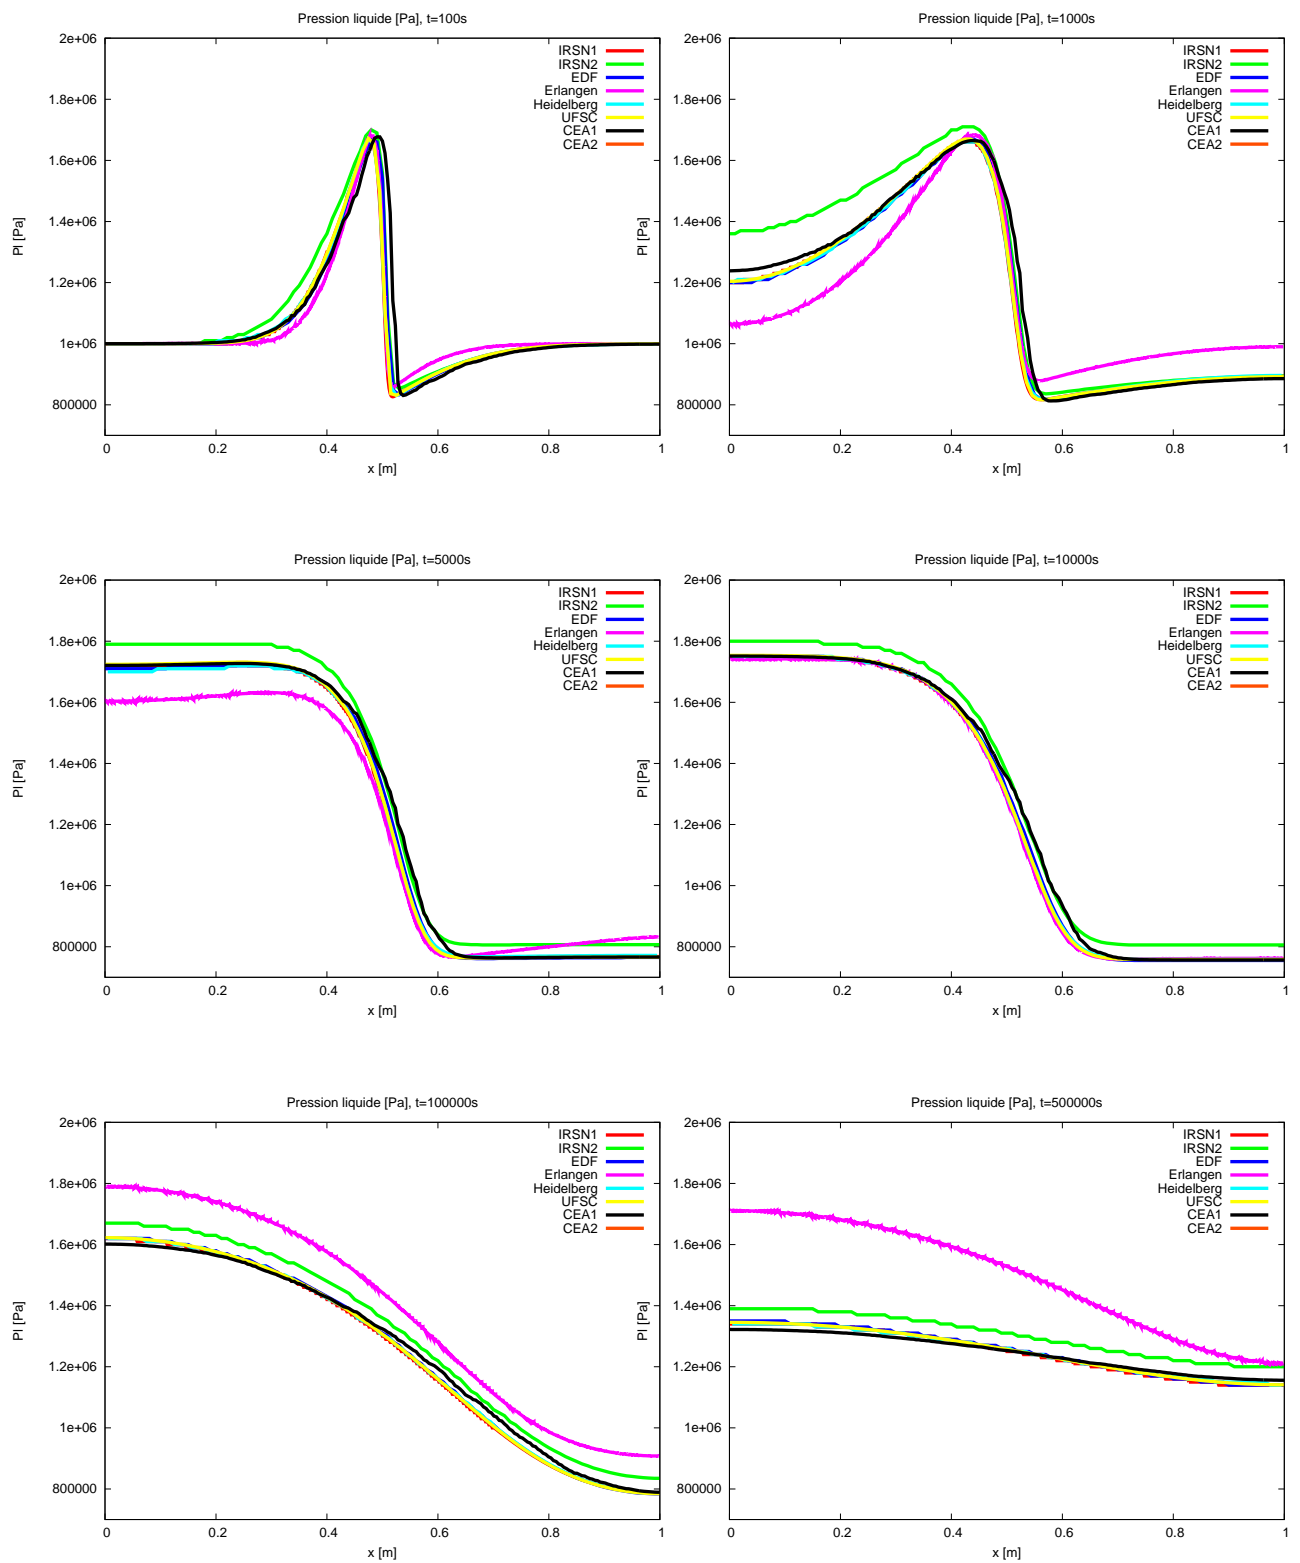 Pression liquide [Pa], t=100s
2e+06
1.8e+06
1.6e+06
1.4e+06
1.2e+06
1e+06
800000
Pl [Pa]
0
0.2
0.4
0.6
0.8
1
x [m]
IRSN1
IRSN2
EDF
Erlangen
Heidelberg
UFSC
CEA1
CEA2
Pression liquide [Pa], t=1000s
2e+06
1.8e+06
1.6e+06
1.4e+06
1.2e+06
1e+06
800000
Pl [Pa]
0
0.2
0.4
0.6
0.8
1
x [m]
IRSN1
IRSN2
EDF
Erlangen
Heidelberg
UFSC
CEA1
CEA2
Pression liquide [Pa], t=5000s
2e+06
1.8e+06
1.6e+06
1.4e+06
1.2e+06
1e+06
800000
Pl [Pa]
0
0.2
0.4
0.6
0.8
1
x [m]
IRSN1
IRSN2
EDF
Erlangen
Heidelberg
UFSC
CEA1
CEA2
Pression liquide [Pa], t=10000s
2e+06
1.8e+06
1.6e+06
1.4e+06
1.2e+06
1e+06
800000
Pl [Pa]
0
0.2
0.4
0.6
0.8
1
x [m]
IRSN1
IRSN2
EDF
Erlangen
Heidelberg
UFSC
CEA1
CEA2
Pression liquide [Pa], t=100000s
2e+06
1.8e+06
1.6e+06
1.4e+06
1.2e+06
1e+06
800000
Pl [Pa]
0
0.2
0.4
0.6
0.8
1
x [m]
IRSN1
IRSN2
EDF
Erlangen
Heidelberg
UFSC
CEA1
CEA2
Pression liquide [Pa], t=500000s
2e+06
1.8e+06
1.6e+06
1.4e+06
1.2e+06
1e+06
800000
Pl [Pa]
0
0.2
0.4
0.6
0.8
1
x [m]
IRSN1
IRSN2
EDF
Erlangen
Heidelberg
UFSC
CEA1
CEA2